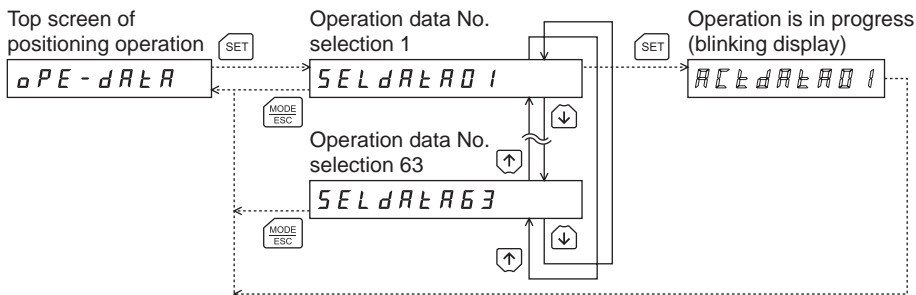 Top screen of
positioning operation
SET
oPE-dAtA
Operation data No.
selection 1
SELdAtA01
MODE
ESC
Operation data No.
selection 63
SELdAtA63
MODE
ESC
SET
Operation is in progress
(blinking display)
ACtdAtA01